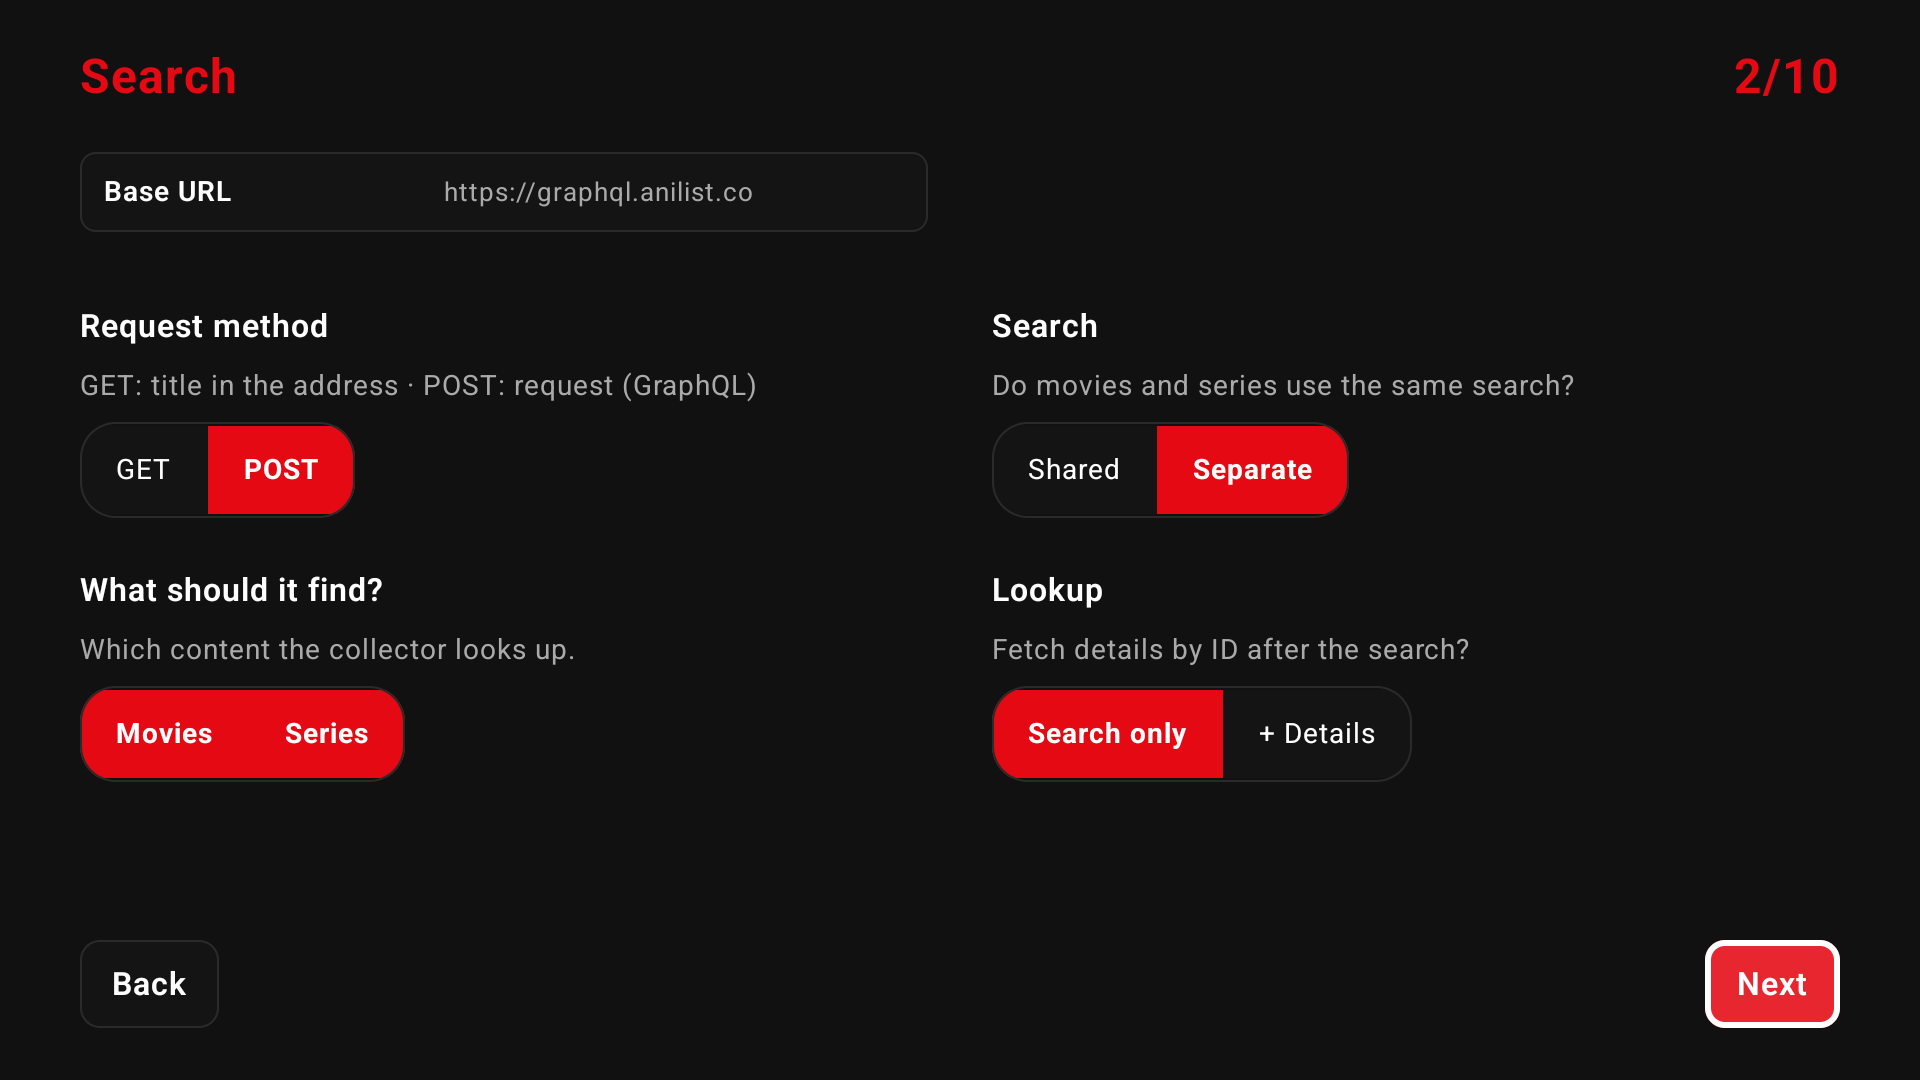 Search
2/10
Base URL
https://graphql.anilist.co
Request method
GET: title in the address · POST: request (GraphQL)
GET
POST
Search
Do movies and series use the same search?
Shared
Separate
What should it find?
Which content the collector looks up.
Movies
Series
Lookup
Fetch details by ID after the search?
Search only
+ Details
Back
Next